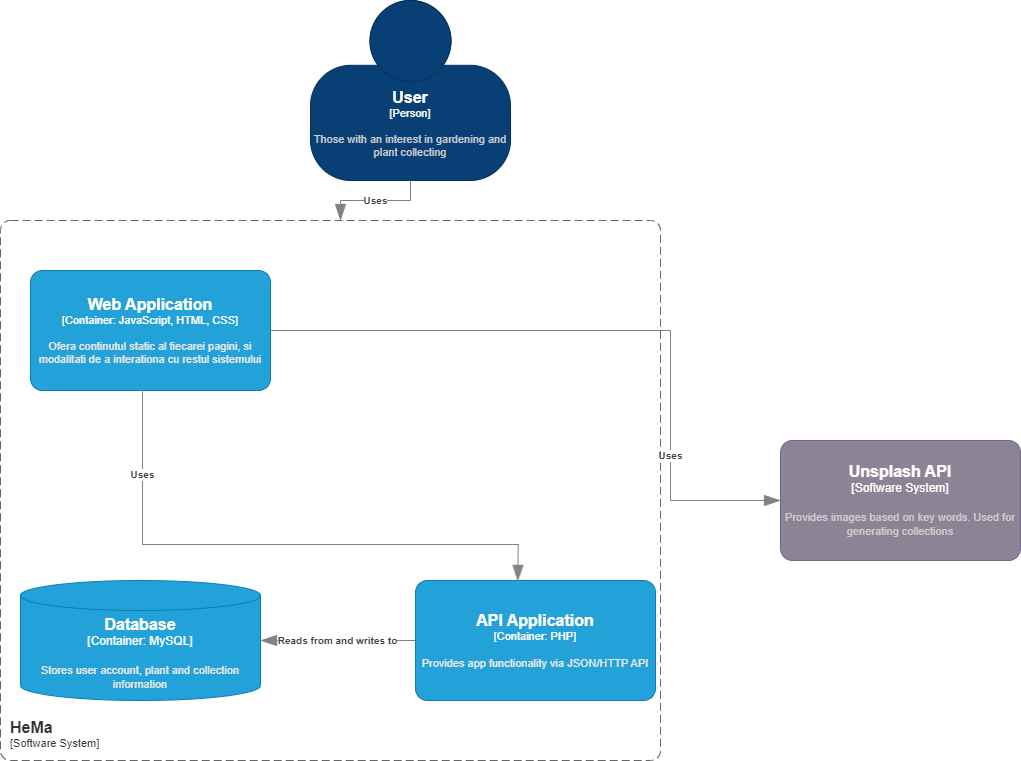 User
[Person]
Those with an interest in gardening and
plant collecting
Uses
Web Application
[Container: JavaScript, HTML, CSS]
Ofera continutul static al fiecarei pagini, si
modalitati de a interationa cu restul sistemului
Uses
Uses
Unsplash API
[Software System]
Provides images based on key words. Used for
generating collections
Database
[Container: MySQL]
Stores user account, plant and collection
information
Reads from and writes to
API Application
[Container: PHP]
Provides app functionality via JSON/HTTP API
HeMa
[Software System]